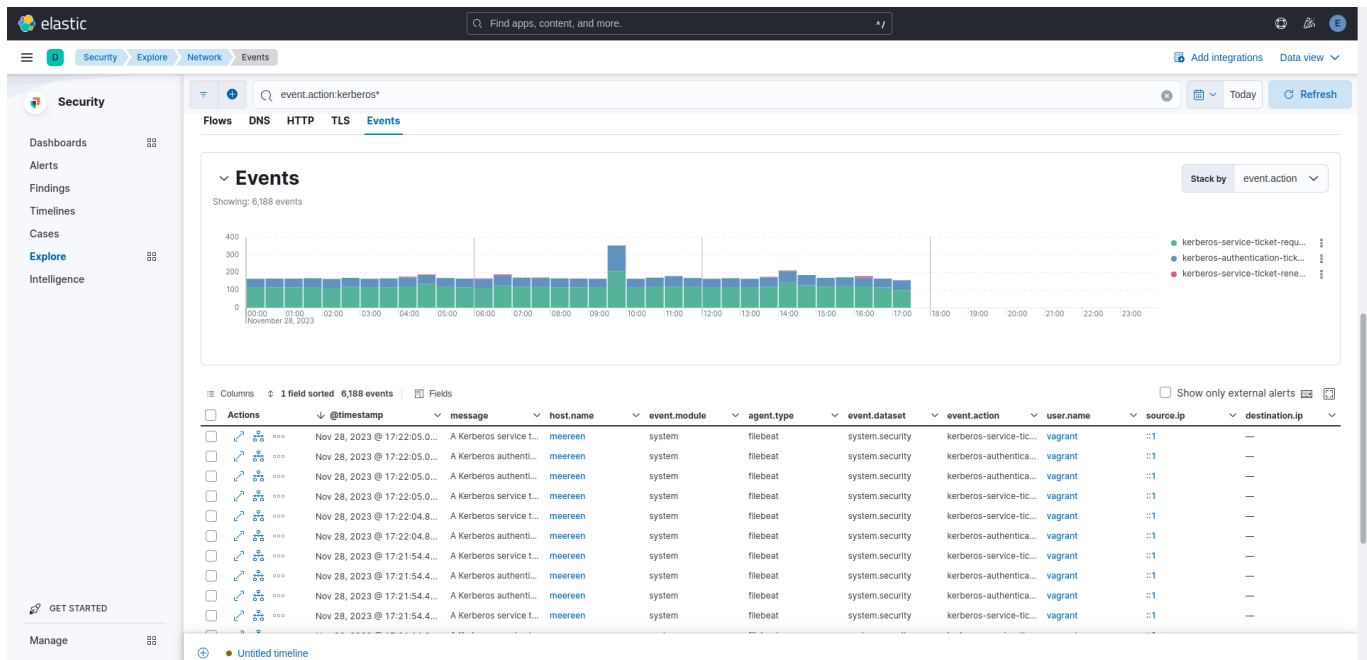 elastic
Find apps, content, and more.
^/
E
D
Security
Explore
Network
Events
Add integrations
Data view
Security
event.action:kerberos*
Today
Refresh
Flows DNS HTTP TLS Events
Dashboards
Alerts
Findings
Timelines
Cases
Explore
Intelligence
Events
Showing: 6,188 events
Stack by event.action
400
300
200
100
0
00:00 01:00 02:00 03:00 04:00 05:00 06:00 07:00 08:00 09:00 10:00 11:00 12:00 13:00 14:00 15:00 16:00 17:00 18:00 19:00 20:00 21:00 22:00 23:00
November 28, 2023
kerberos-service-ticket-requ...
kerberos-authentication-tick...
kerberos-service-ticket-rene...
Columns 1 field sorted 6,188 events Fields
Show only external alerts
Actions @timestamp message host.name event.module agent.type event.dataset event.action user.name source.ip destination.ip
Nov 28, 2023 @ 17:22:05.0... A Kerberos service t... meereen system filebeat system.security kerberos-service-tic... vagrant ::1 —
Nov 28, 2023 @ 17:22:05.0... A Kerberos authenti... meereen system filebeat system.security kerberos-authentica... vagrant ::1 —
Nov 28, 2023 @ 17:22:05.0... A Kerberos authenti... meereen system filebeat system.security kerberos-authentica... vagrant ::1 —
Nov 28, 2023 @ 17:22:05.0... A Kerberos service t... meereen system filebeat system.security kerberos-service-tic... vagrant ::1 —
Nov 28, 2023 @ 17:22:04.8... A Kerberos service t... meereen system filebeat system.security kerberos-service-tic... vagrant ::1 —
Nov 28, 2023 @ 17:22:04.8... A Kerberos authenti... meereen system filebeat system.security kerberos-authentica... vagrant ::1 —
Nov 28, 2023 @ 17:21:54.4... A Kerberos service t... meereen system filebeat system.security kerberos-service-tic... vagrant ::1 —
Nov 28, 2023 @ 17:21:54.4... A Kerberos authenti... meereen system filebeat system.security kerberos-authentica... vagrant ::1 —
Nov 28, 2023 @ 17:21:54.4... A Kerberos authenti... meereen system filebeat system.security kerberos-authentica... vagrant ::1 —
Nov 28, 2023 @ 17:21:54.4... A Kerberos service t... meereen system filebeat system.security kerberos-service-tic... vagrant ::1 —
GET STARTED
Manage
Untitled timeline